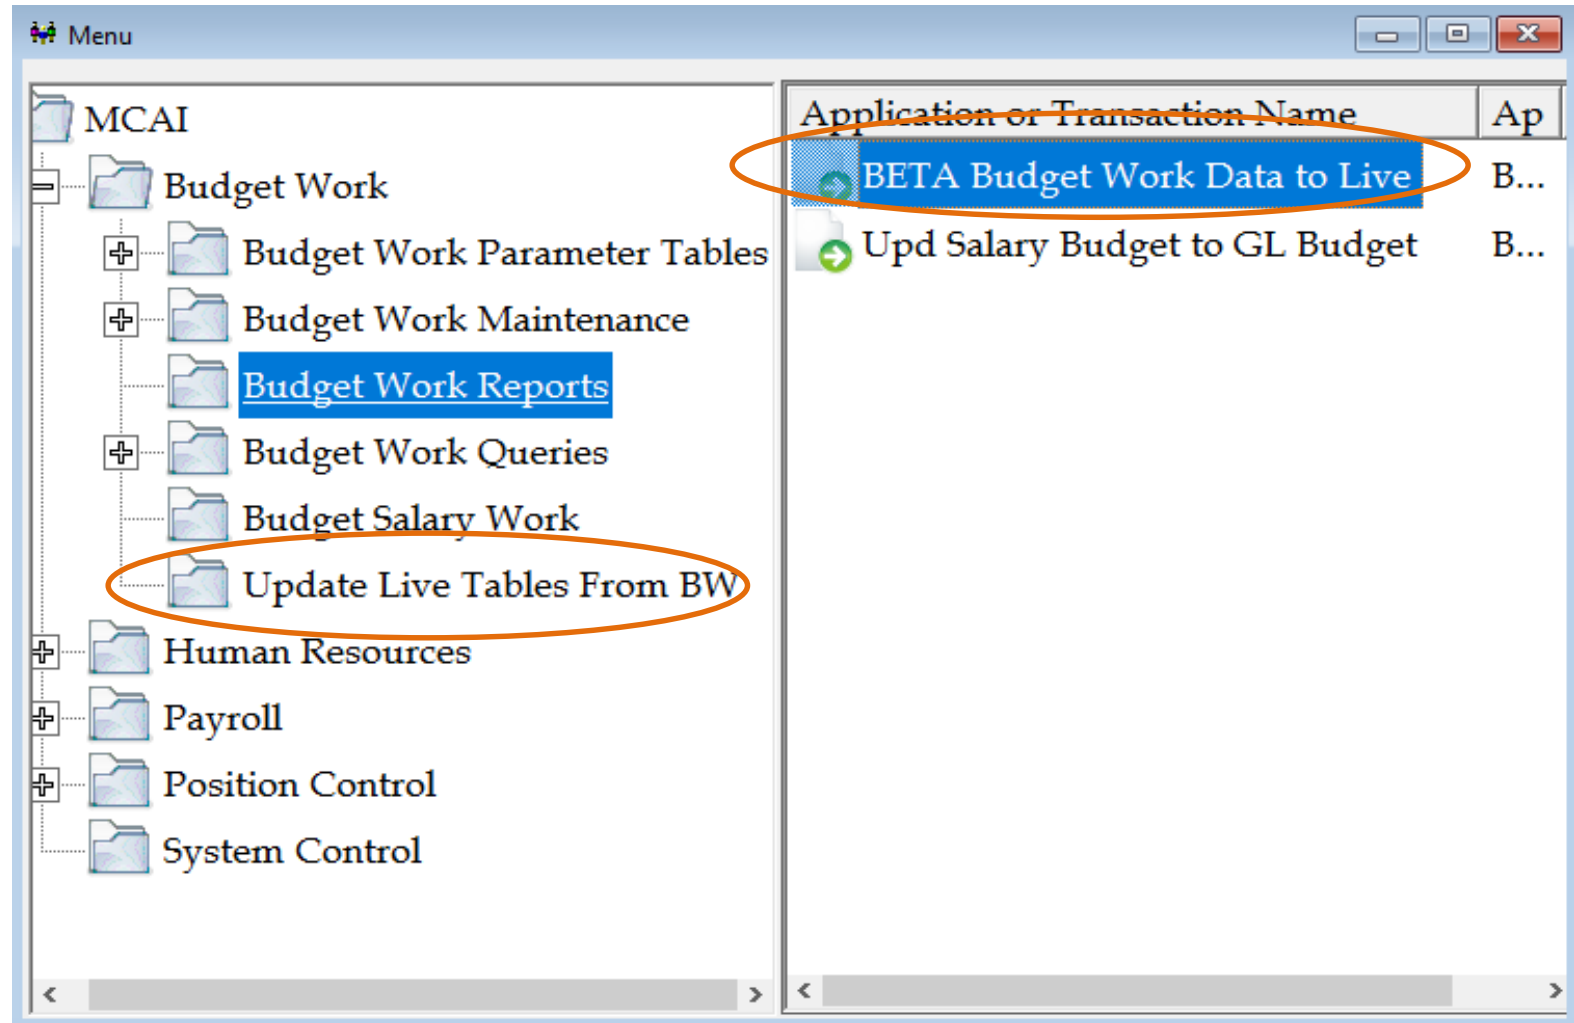 Menu
MCAI
Budget Work
Budget Work Parameter Tables
Budget Work Maintenance
Budget Work Reports
Budget Work Queries
Budget Salary Work
Update Live Tables From BW
Human Resources
Payroll
Position Control
System Control
Application or Transaction Name Ap
BETA Budget Work Data to Live B...
Upd Salary Budget to GL Budget B...